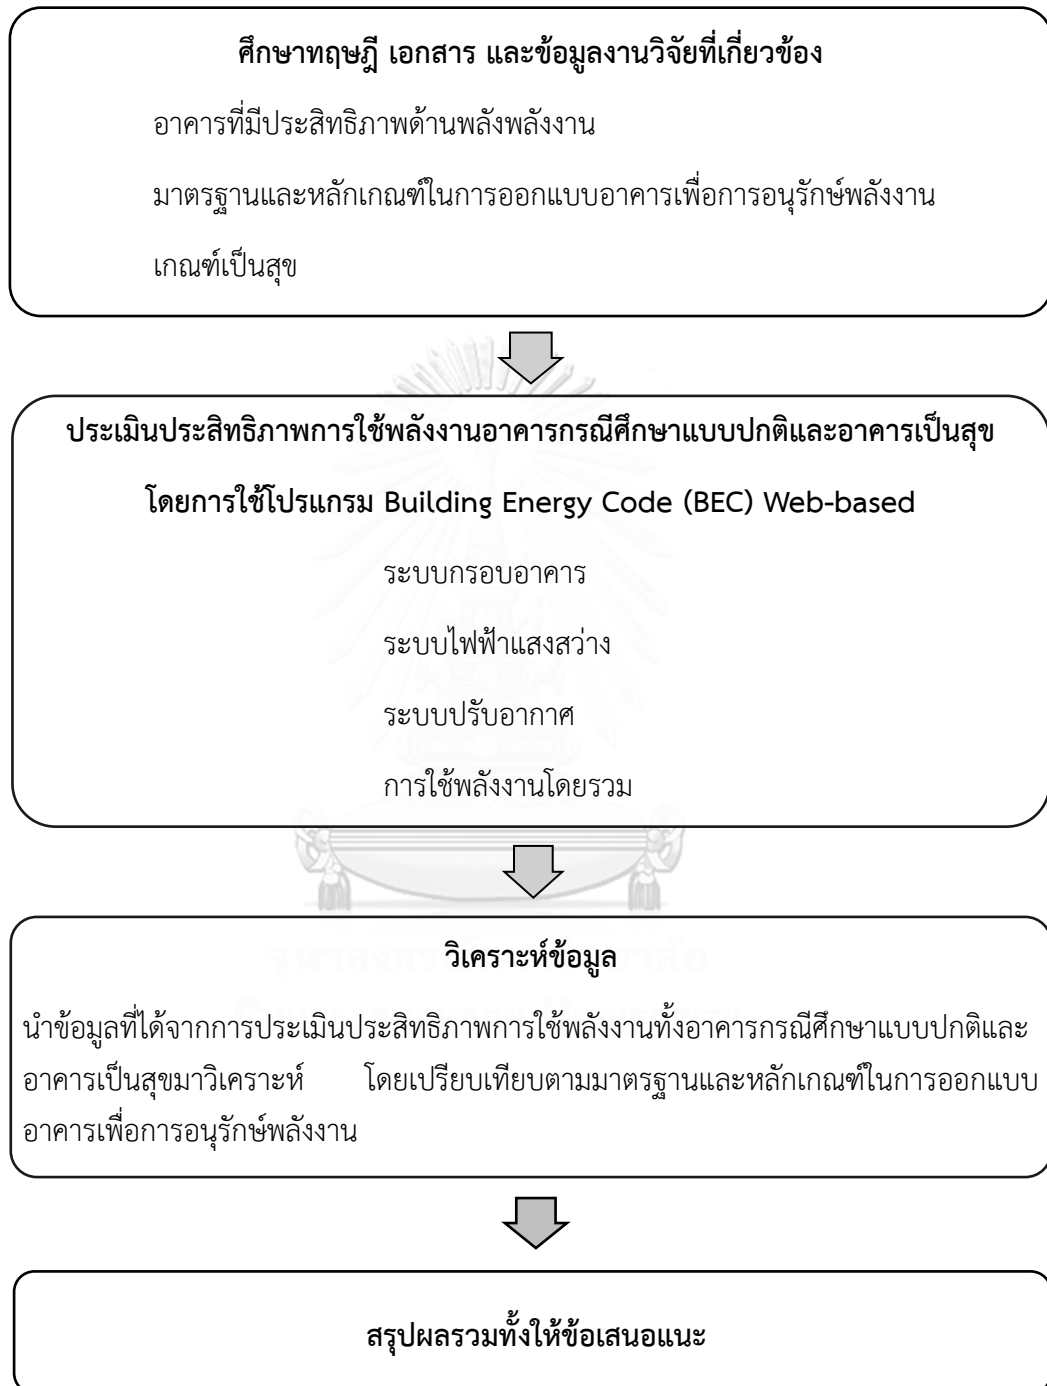 ศึกษาทฤษฎี เอกสาร และข้อมูลงานวิจัยที่เกี่ยวข้อง
อาคารที่มีประสิทธิภาพด้านพลังพลังงาน
มาตรฐานและหลักเกณฑ์ในการออกแบบอาคารเพื่อการอนุรักษ์พลังงาน
เกณฑ์เป็นสุข
ประเมินประสิทธิภาพการใช้พลังงานอาคารกรณีศึกษาแบบปกติและอาคารเป็นสุข
โดยการใช้โปรแกรม Building Energy Code (BEC) Web-based
ระบบกรอบอาคาร
ระบบไฟฟ้าแสงสว่าง
ระบบปรับอากาศ
การใช้พลังงานโดยรวม
วิเคราะห์ข้อมูล
นำข้อมูลที่ได้จากการประเมินประสิทธิภาพการใช้พลังงานทั้งอาคารกรณีศึกษาแบบปกติและ
อาคารเป็นสุขมาวิเคราะห์ โดยเปรียบเทียบตามมาตรฐานและหลักเกณฑ์ในการออกแบบ
อาคารเพื่อการอนุรักษ์พลังงาน
สรุปผลรวมทั้งให้ข้อเสนอแนะ